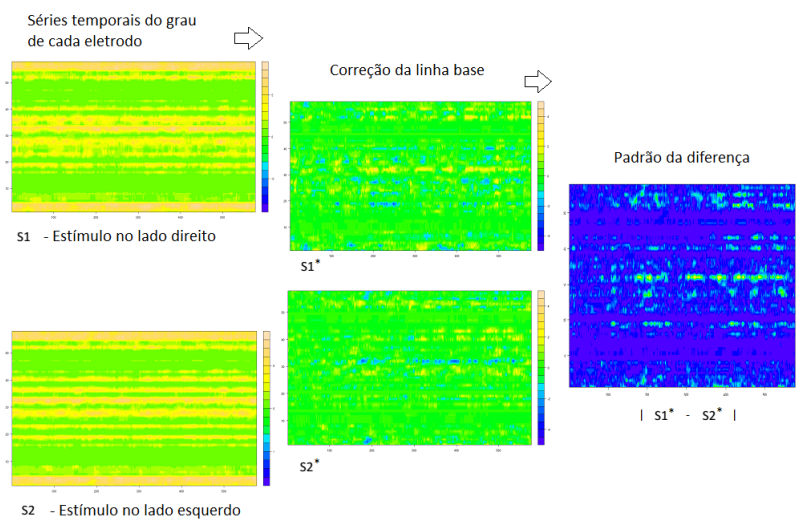 Séries temporais do grau
de cada eletrodo
Correção da linha base
Padrão da diferença
S1 - Estímulo no lado direito
S1*
S2*
| S1* - S2* |
S2 - Estímulo no lado esquerdo